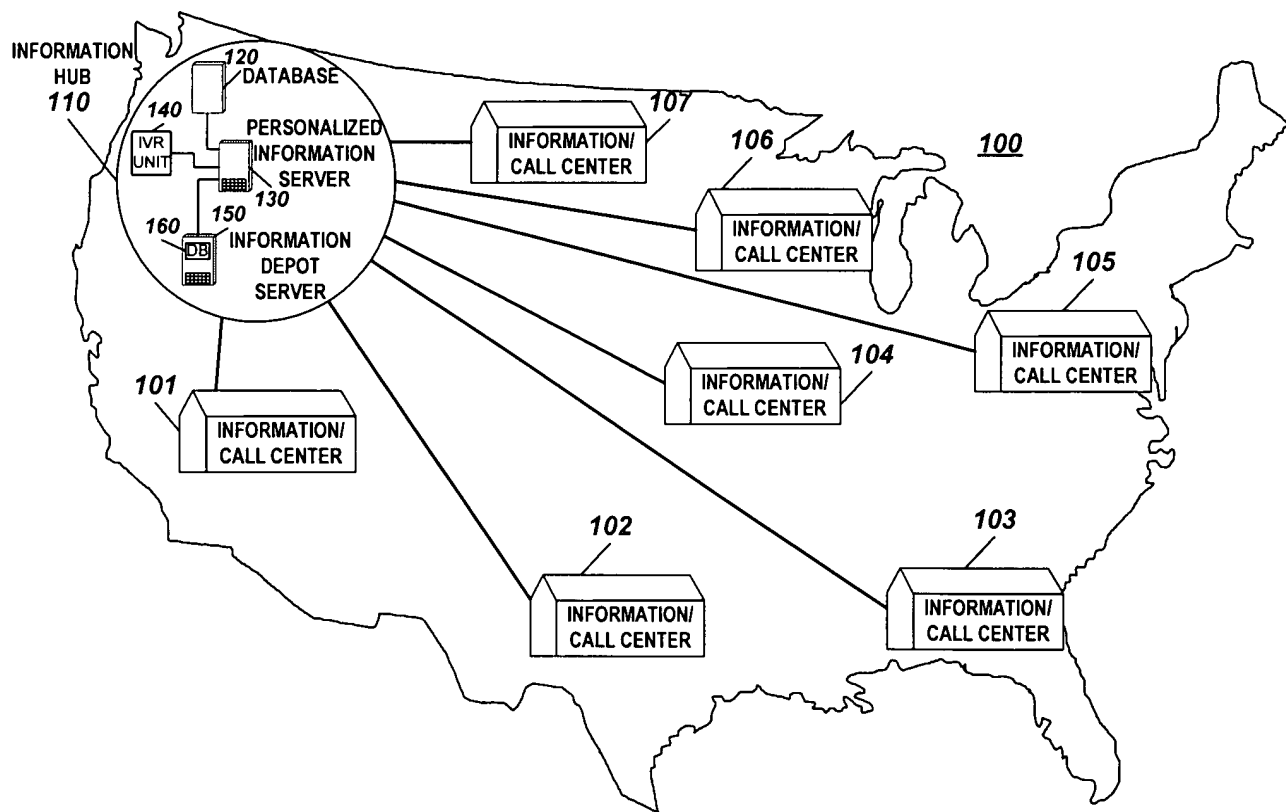 INFORMATION
HUB
110
120
DATABASE
140
IVR
UNIT
PERSONALIZED
INFORMATION
SERVER
130
160
150
DB
INFORMATION
DEPOT
SERVER
107
INFORMATION/
CALL CENTER
106
INFORMATION/
CALL CENTER
100
105
INFORMATION/
CALL CENTER
104
INFORMATION/
CALL CENTER
101
INFORMATION/
CALL CENTER
102
INFORMATION/
CALL CENTER
103
INFORMATION/
CALL CENTER